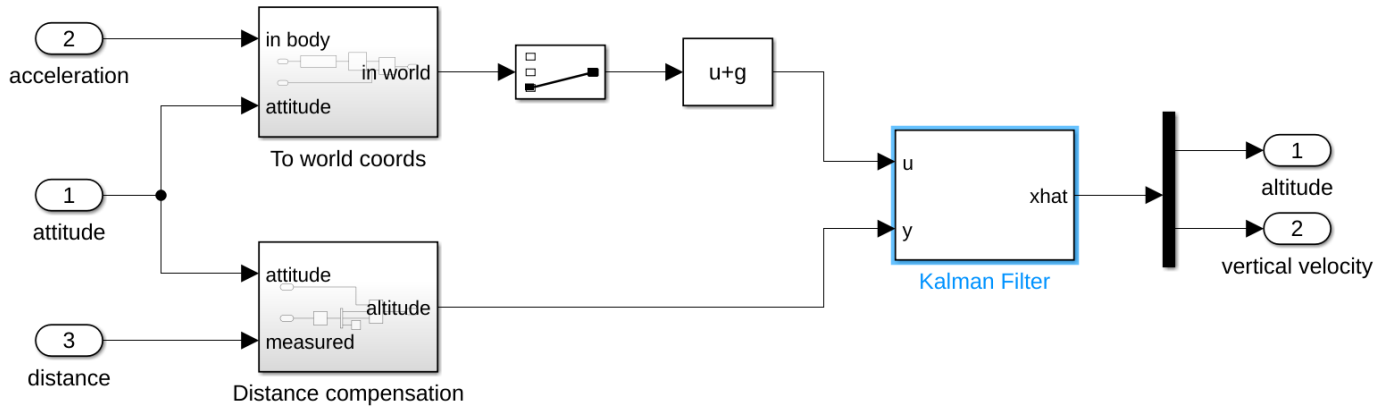 2
acceleration
in body
in world
attitude
To world coords
u+g
1
attitude
attitude
altitude
measured
Distance compensation
3
distance
u
y
xhat
Kalman Filter
1
altitude
2
vertical velocity